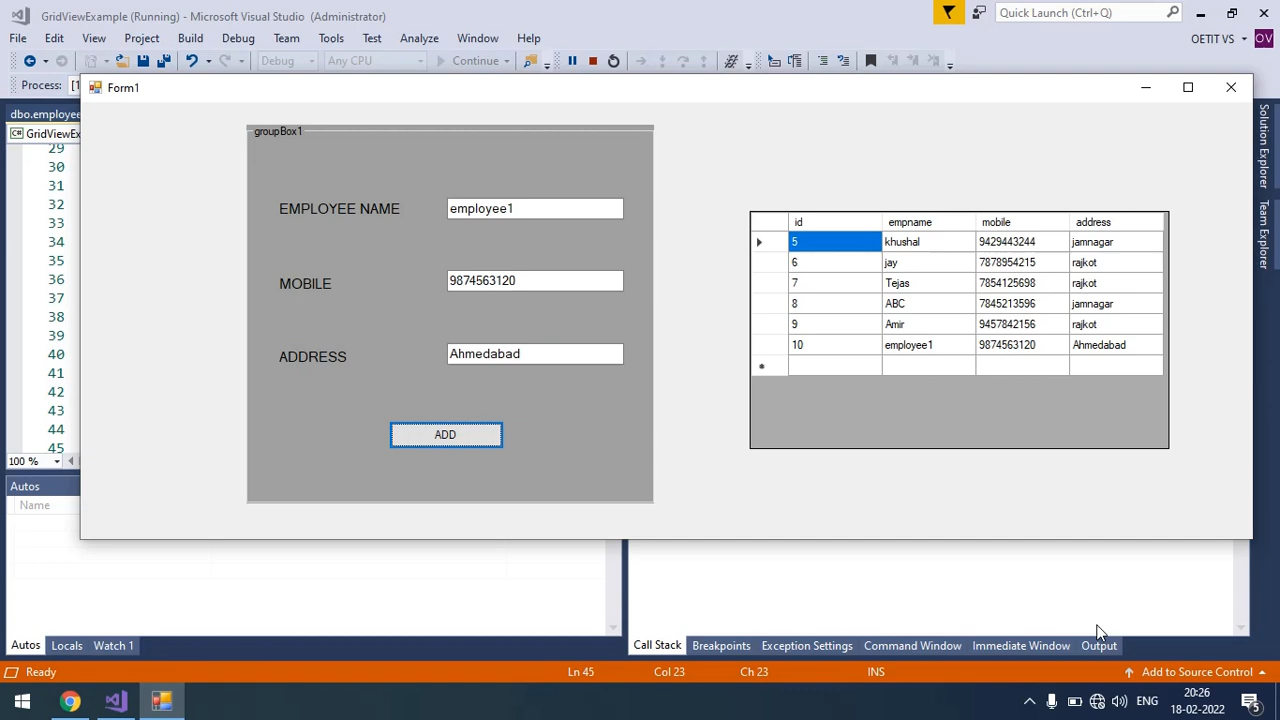 GridViewExample (Running) - Microsoft Visual Studio (Administrator)
Quick Launch (Ctrl+Q)
File Edit View Project Build Debug Team Tools Test Analyze Window Help
OETIT VS OV
Debug Any CPU Continue
Process: [1
Form1
dbo.employee
GridViewEx
groupBox1
EMPLOYEE NAME employee1
MOBILE 9874563120
ADDRESS Ahmedabad
ADD
id empname mobile address
5 khushal 9429443244 jamnagar
6 jay 7878954215 rajkot
7 Tejas 7854125698 rajkot
8 ABC 7845213596 jamnagar
9 Amir 9457842156 rajkot
10 employee1 9874563120 Ahmedabad
*
29
30
31
32
33
34
35
36
37
38
39
40
41
42
43
44
45
100 %
Solution Explorer
Team Explorer
Autos
Name
Autos Locals Watch 1
Call Stack Breakpoints Exception Settings Command Window Immediate Window Output
Ready Ln 45 Col 23 Ch 23 INS Add to Source Control
ENG
20:26
18-02-2022
5